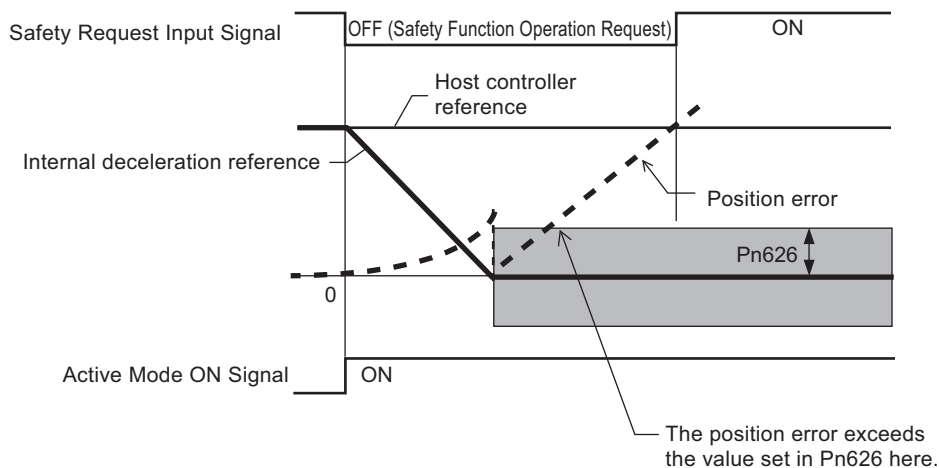 Safety Request Input Signal
OFF (Safety Function Operation Request)
ON
Host controller
reference
Internal deceleration reference
Position error
Pn626
0
Active Mode ON Signal
ON
The position error exceeds
the value set in Pn626 here.